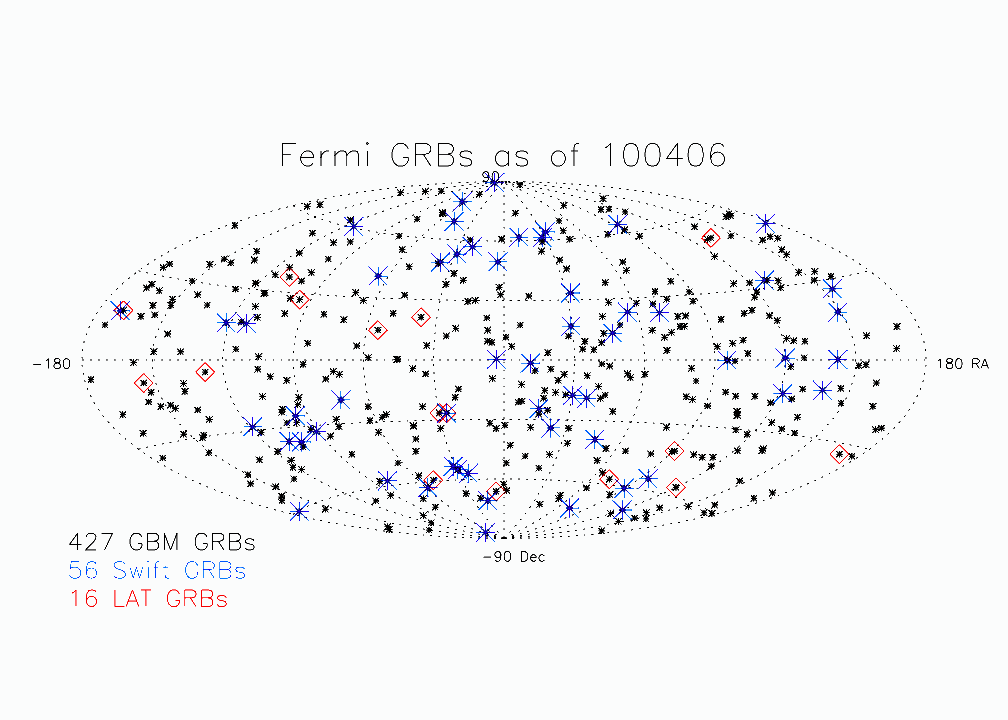 Fermi GRBs as of 100406
90
-180
180 RA
-90 Dec
427 GBM GRBs
56 Swift GRBs
16 LAT GRBs